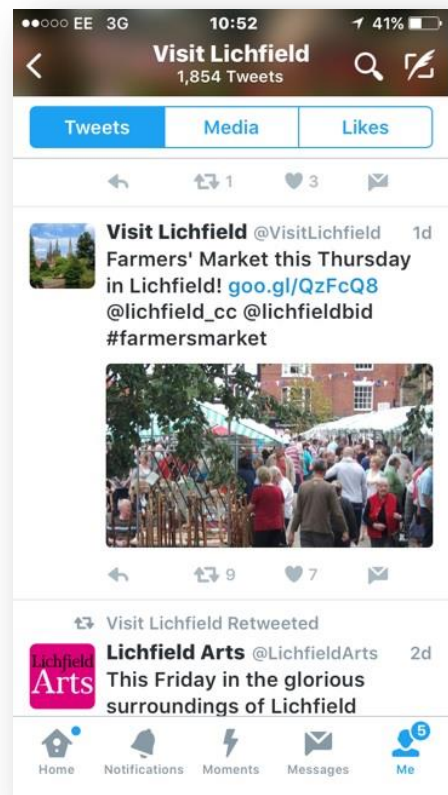 EE 3G 10:52 41%
Visit Lichfield
1,854 Tweets
Tweets Media Likes
1 3
Visit Lichfield @VisitLichfield 1d
Farmers' Market this Thursday
in Lichfield! goo.gl/QzFcQ8
@lichfield_cc @lichfieldbid
#farmersmarket
9 7
Visit Lichfield Retweeted
Lichfield
Arts
Lichfield Arts @LichfieldArts 2d
This Friday in the glorious
surroundings of Lichfield
5
Home Notifications Moments Messages Me